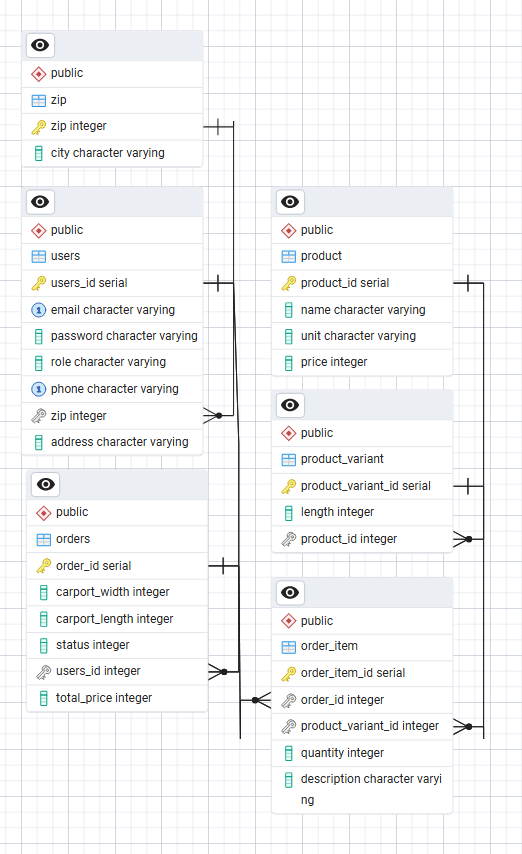 public
zip
zip integer
city character varying
public
users
users_id serial
email character varying
password character varying
role character varying
phone character varying
zip integer
address character varying
public
orders
order_id serial
carport_width integer
carport_length integer
status integer
users_id integer
total_price integer
public
product
product_id serial
name character varying
unit character varying
price integer
public
product_variant
product_variant_id serial
length integer
product_id integer
public
order_item
order_item_id serial
order_id integer
product_variant_id integer
quantity integer
description character varyi
ng